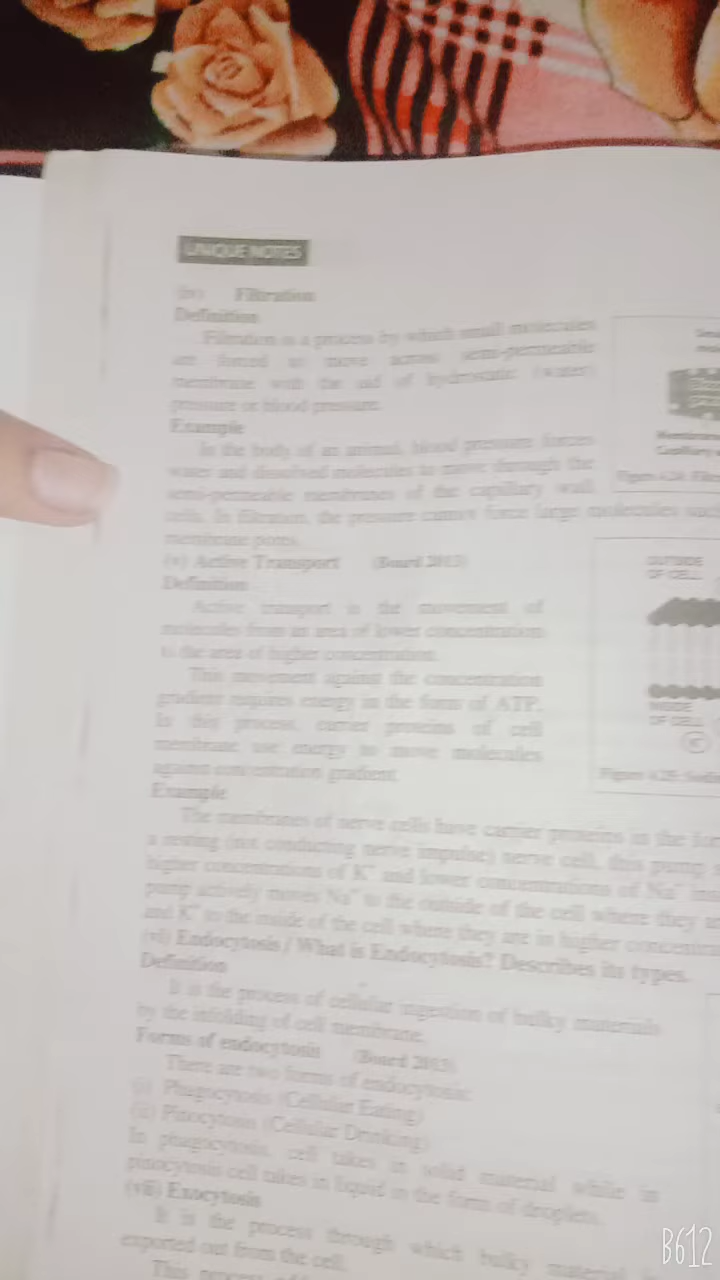 UNIQUE NOTES
(iv) Filtration
Definition
Filtration is a process by which small molecules
are forced to move across semi-permeable
membrane with the aid of hydrostatic (water)
pressure or blood pressure.
Example
In the body of an animal, blood pressure forces
water and dissolved molecules to move through the
semi-permeable membranes of the capillary wall
cells. In filtration, the pressure cannot force large molecules
membrane pores.
(v) Active Transport (Board 2013)
Definition
Active transport is the movement of
molecules from an area of lower concentration
to the area of higher concentration.
This movement against the concentration
gradient requires energy in the form of ATP.
In this process, carrier proteins of cell
membrane use energy to move molecules
against concentration gradient.
Example
The membranes of nerve cells have carrier proteins in the
a resting (not conducting nerve impulse) nerve cell, this pump
higher concentrations of K⁺ and lower concentrations of Na⁺
pump actively moves Na⁺ to the outside of the cell where they
and K⁺ to the inside of the cell where they are in higher
(vi) Endocytosis / What is Endocytosis? Describes its types.
Definition
It is the process of cellular ingestion of bulky materials
by the infolding of cell membrane.
Forms of endocytosis (Board 2013)
There are two forms of endocytosis:
(i) Phagocytosis (Cellular Eating)
(ii) Pinocytosis (Cellular Drinking)
In phagocytosis, cell takes in solid material while in
pinocytosis cell takes in liquid in the form of droplets.
(vii) Exocytosis
It is the process through which bulky material
exported out from the cell.
This process
OUTSIDE
OF CELL
INSIDE
OF CELL
B612